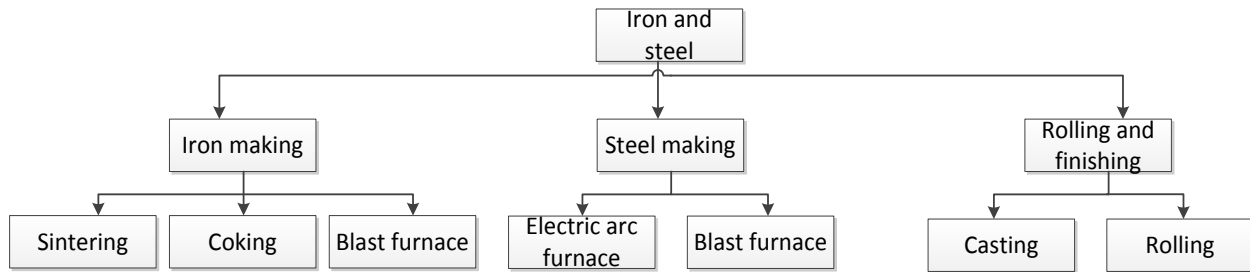 Iron and
steel
Iron making
Steel making
Rolling and
finishing
Sintering
Coking
Blast furnace
Electric arc
furnace
Blast furnace
Casting
Rolling